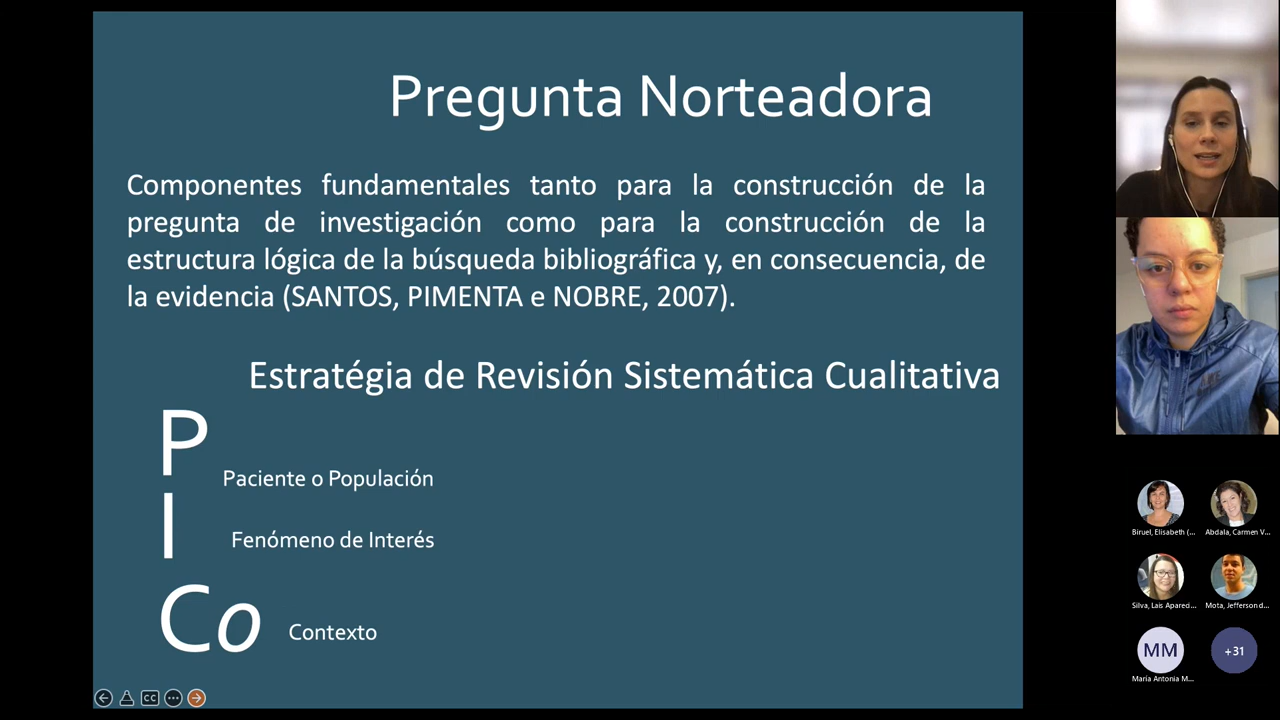 Pregunta Norteadora
Componentes fundamentales tanto para la construcción de la
pregunta de investigación como para la construcción de la
estructura lógica de la búsqueda bibliográfica y, en consecuencia, de
la evidencia (SANTOS, PIMENTA e NOBRE, 2007).
Estratégia de Revisión Sistemática Cualitativa
P
Paciente o Población
I
Fenómeno de Interés
Co
Contexto
CC
Biruel, Elisabeth (...
Abdala, Carmen V...
Silva, Lais Apared...
Mota, Jefferson d...
MM
+31
María Antonia M...